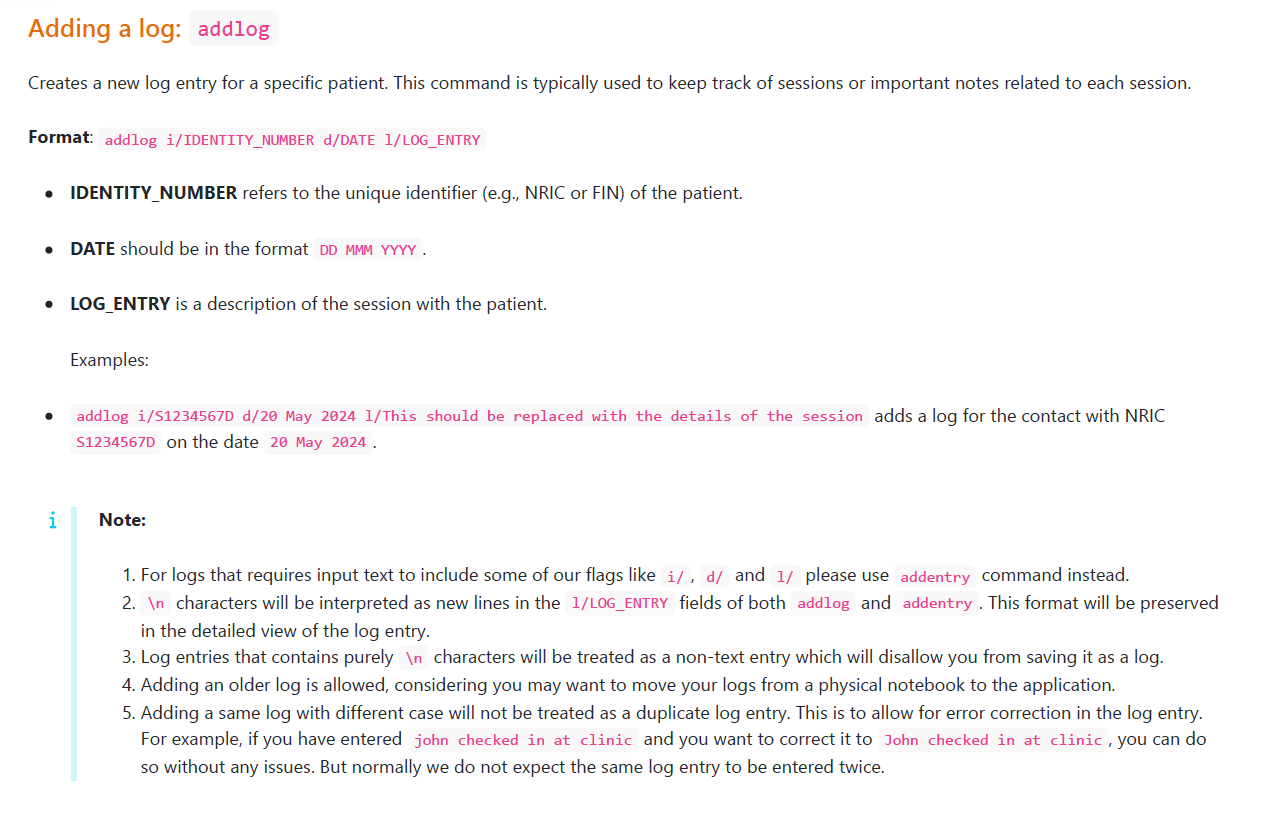 Adding a log: addlog
Creates a new log entry for a specific patient. This command is typically used to keep track of sessions or important notes related to each session.
Format: addlog i/IDENTITY_NUMBER d/DATE l/LOG_ENTRY
• IDENTITY_NUMBER refers to the unique identifier (e.g., NRIC or FIN) of the patient.
• DATE should be in the format DD MMM YYYY .
• LOG_ENTRY is a description of the session with the patient.
Examples:
• addlog i/S1234567D d/20 May 2024 l/This should be replaced with the details of the session adds a log for the contact with NRIC
S1234567D on the date 20 May 2024 .
i Note:
1. For logs that requires input text to include some of our flags like i/ , d/ and l/ please use addentry command instead.
2. \n characters will be interpreted as new lines in the l/LOG_ENTRY fields of both addlog and addentry . This format will be preserved
in the detailed view of the log entry.
3. Log entries that contains purely \n characters will be treated as a non-text entry which will disallow you from saving it as a log.
4. Adding an older log is allowed, considering you may want to move your logs from a physical notebook to the application.
5. Adding a same log with different case will not be treated as a duplicate log entry. This is to allow for error correction in the log entry.
For example, if you have entered john checked in at clinic and you want to correct it to John checked in at clinic , you can do
so without any issues. But normally we do not expect the same log entry to be entered twice.